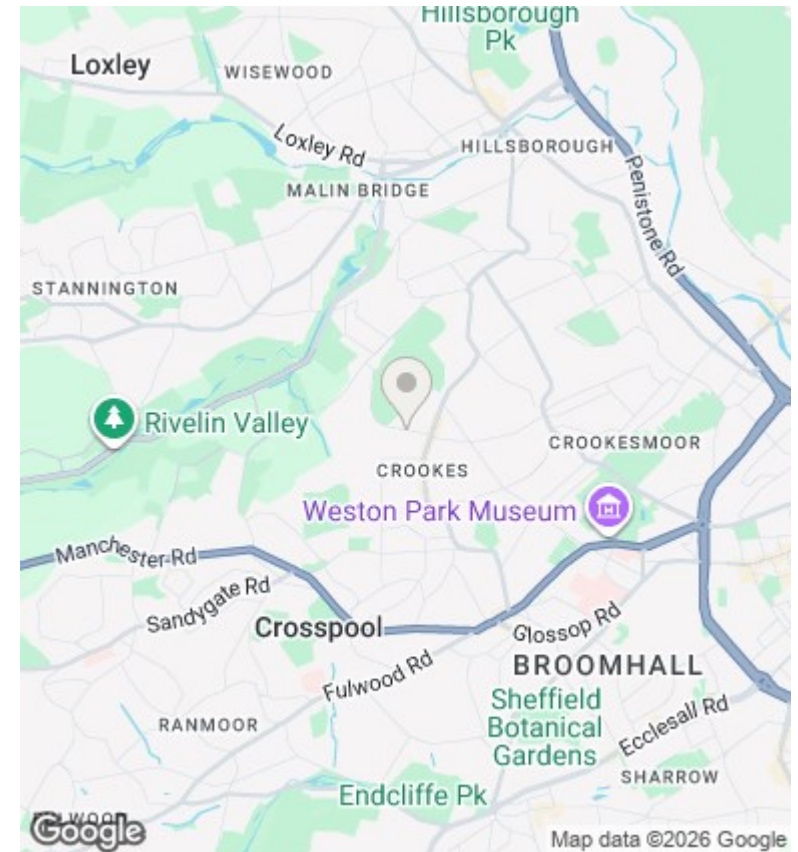 Hillsborough
Pk
Loxley
WISEWOOD
Loxley Rd
HILLSBOROUGH
MALIN BRIDGE
Penistone Rd
STANNINGTON
Rivelin Valley
CROOKESMOOR
CROOKES
Weston Park Museum
Manchester Rd
Sandygate Rd
Crosspool
Glossop Rd
Fulwood Rd
BROOMHALL
Sheffield
Botanical
Gardens
Ecclesall Rd
RANMOOR
SHARROW
Endcliffe Pk
Google
Map data ©2026 Google